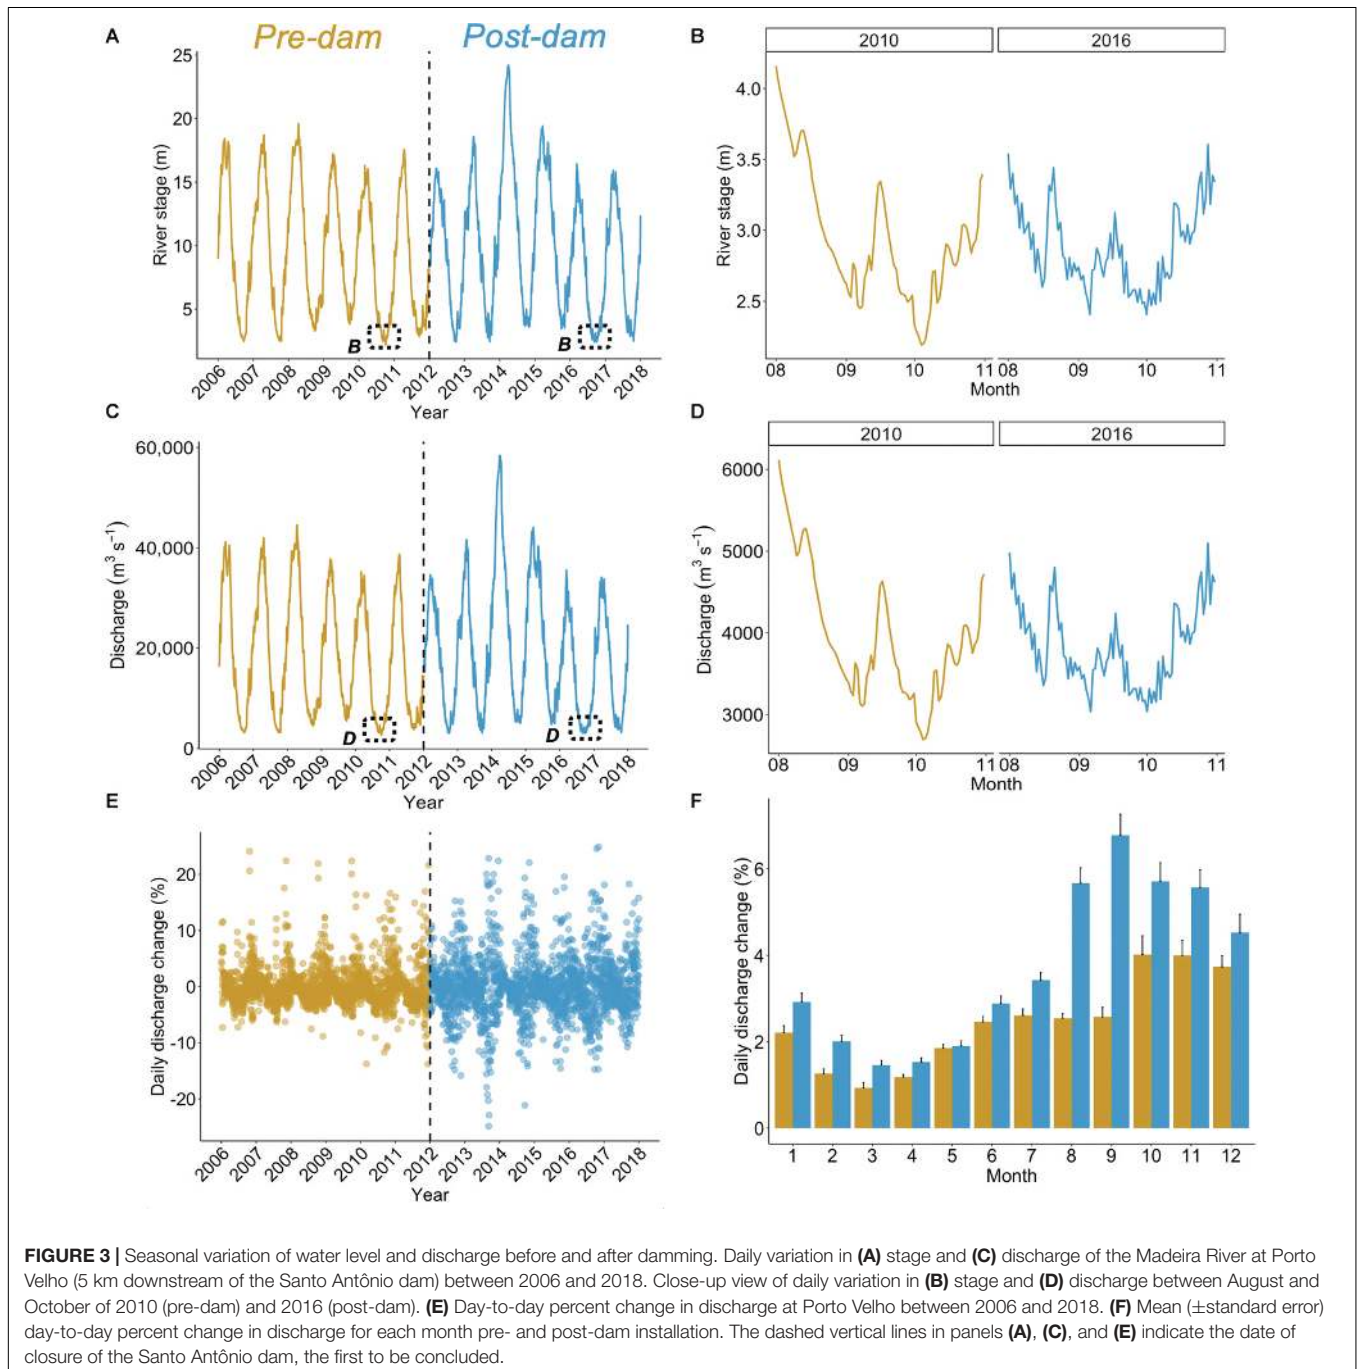 A
Pre-dam
Post-dam
25
20
15
10
5
River stage (m)
B
B
2006
2007
2008
2009
2010
2011
2012
2013
2014
2015
2016
2017
2018
Year
B
2010
2016
4.0
3.5
3.0
2.5
River stage (m)
08
09
10
11
08
09
10
11
Month
C
60,000
40,000
20,000
0
Discharge (m³ s⁻¹)
D
D
2006
2007
2008
2009
2010
2011
2012
2013
2014
2015
2016
2017
2018
Year
D
2010
2016
6000
5000
4000
3000
Discharge (m³ s⁻¹)
08
09
10
11
08
09
10
11
Month
E
20
10
0
-10
-20
Daily discharge change (%)
2006
2007
2008
2009
2010
2011
2012
2013
2014
2015
2016
2017
2018
Year
F
6
4
2
0
Daily discharge change (%)
1 2 3 4 5 6 7 8 9 10 11 12
Month
FIGURE 3 | Seasonal variation of water level and discharge before and after damming. Daily variation in (A) stage and (C) discharge of the Madeira River at Porto
Velho (5 km downstream of the Santo Antônio dam) between 2006 and 2018. Close-up view of daily variation in (B) stage and (D) discharge between August and
October of 2010 (pre-dam) and 2016 (post-dam). (E) Day-to-day percent change in discharge at Porto Velho between 2006 and 2018. (F) Mean (±standard error)
day-to-day percent change in discharge for each month pre- and post-dam installation. The dashed vertical lines in panels (A), (C), and (E) indicate the date of
closure of the Santo Antônio dam, the first to be concluded.